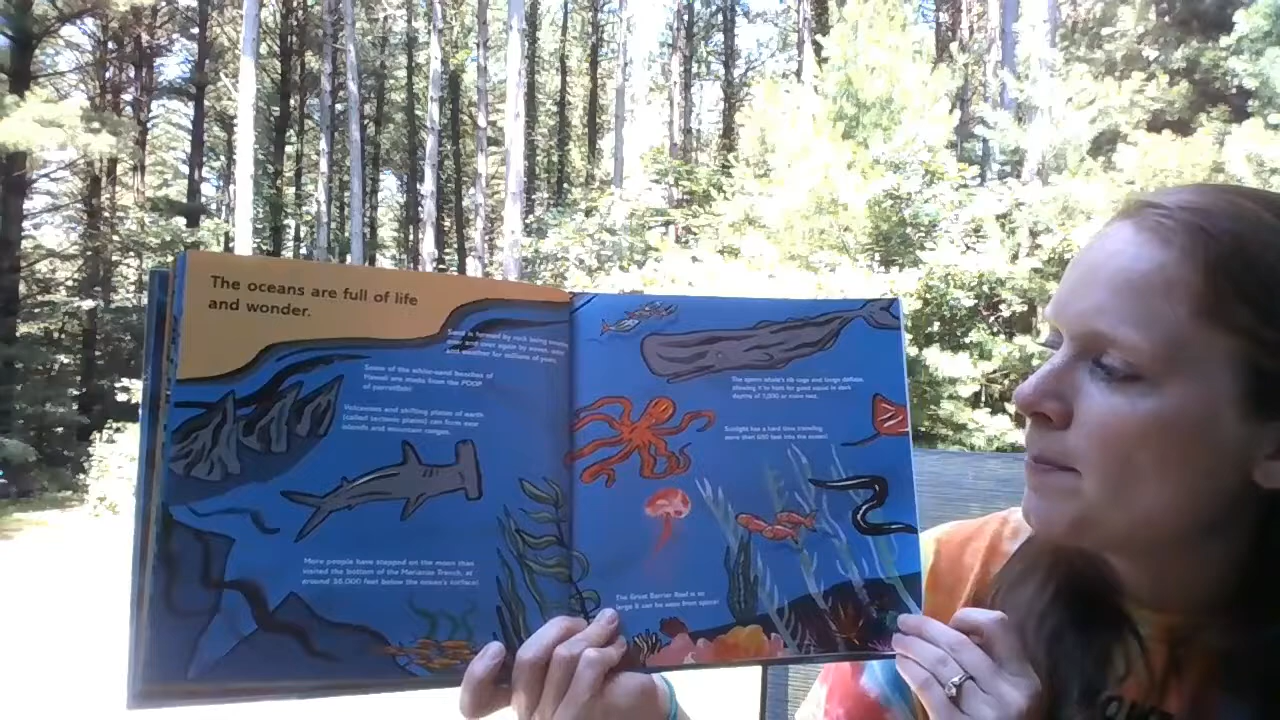 The oceans are full of life
and wonder.
Sand is formed by rock being
over and over again by waves,
and weather for millions of years.
Some of the white-sand beaches of
Hawaii are made from the POOP
of parrotfish!
Volcanoes and shifting plates of earth
(called tectonic plates) can form new
islands and mountain ranges.
More people have stepped on the moon than
visited the bottom of the Marianas Trench, at
around 36,000 feet below the ocean's surface!
The sperm whale's rib cage and lungs deflate,
allowing it to hunt for giant squid in dark
depths of 3,000 or more feet.
Sunlight has a hard time traveling
more than 600 feet into the ocean!
The Great Barrier Reef is so
large it can be seen from space!